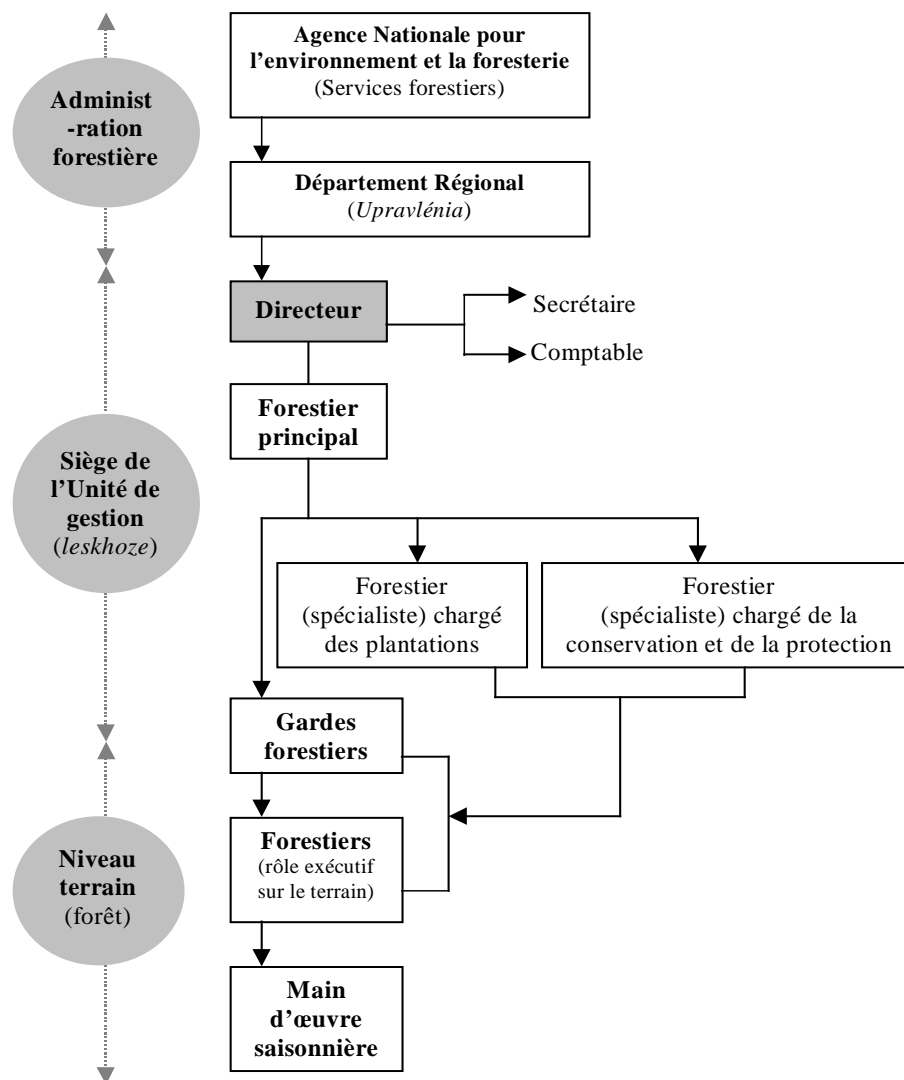 Agence Nationale pour
l'environnement et la foresterie
(Services forestiers)
Administ
-ration
forestière
Département Régional
(Upravlénia)
Directeur
Secrétaire
Comptable
Forestier
principal
Siège de
l'Unité de
gestion
(leskhoze)
Forestier
(spécialiste) chargé
des plantations
Forestier
(spécialiste) chargé de la
conservation et de la protection
Gardes
forestiers
Niveau
terrain
(forêt)
Forestiers
(rôle exécutif
sur le terrain)
Main
d'œuvre
saisonnière